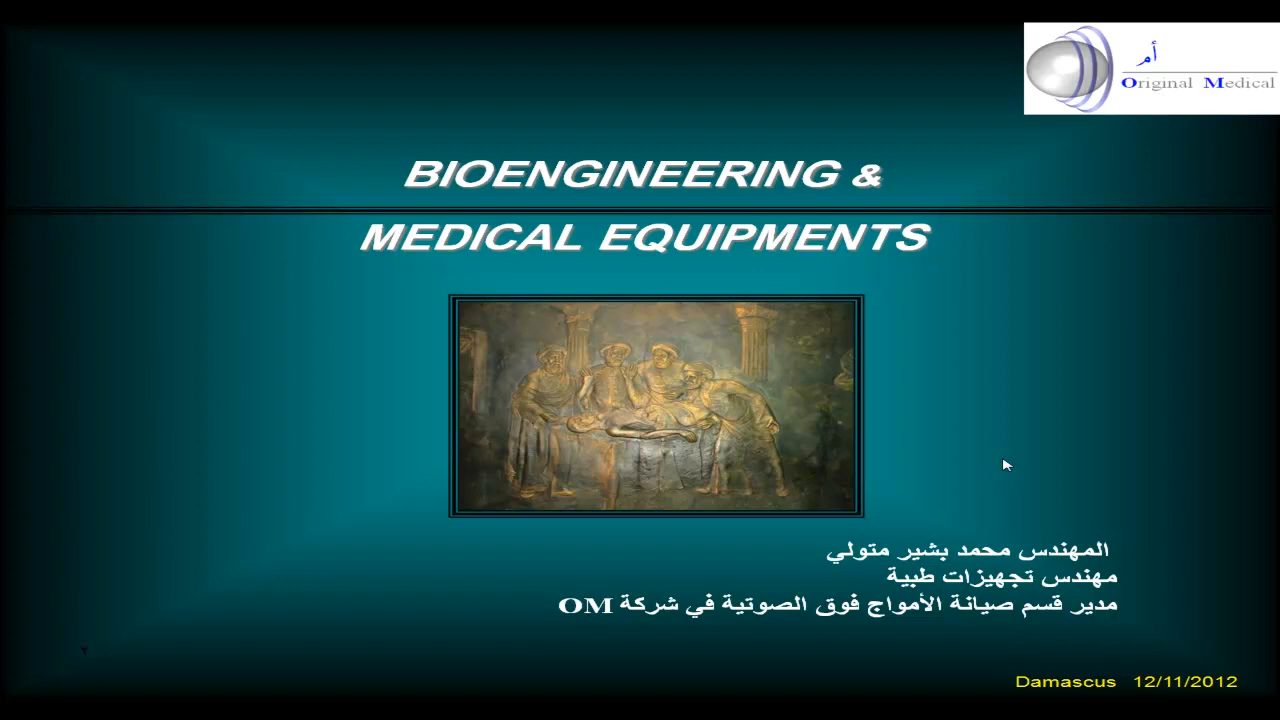 أم
Original Medical
BIOENGINEERING &
MEDICAL EQUIPMENTS
المهندس محمد بشير متولي
مهندس تجهيزات طبية
مدير قسم صيانة الأمواج فوق الصوتية في شركة OM
٢
Damascus 12/11/2012